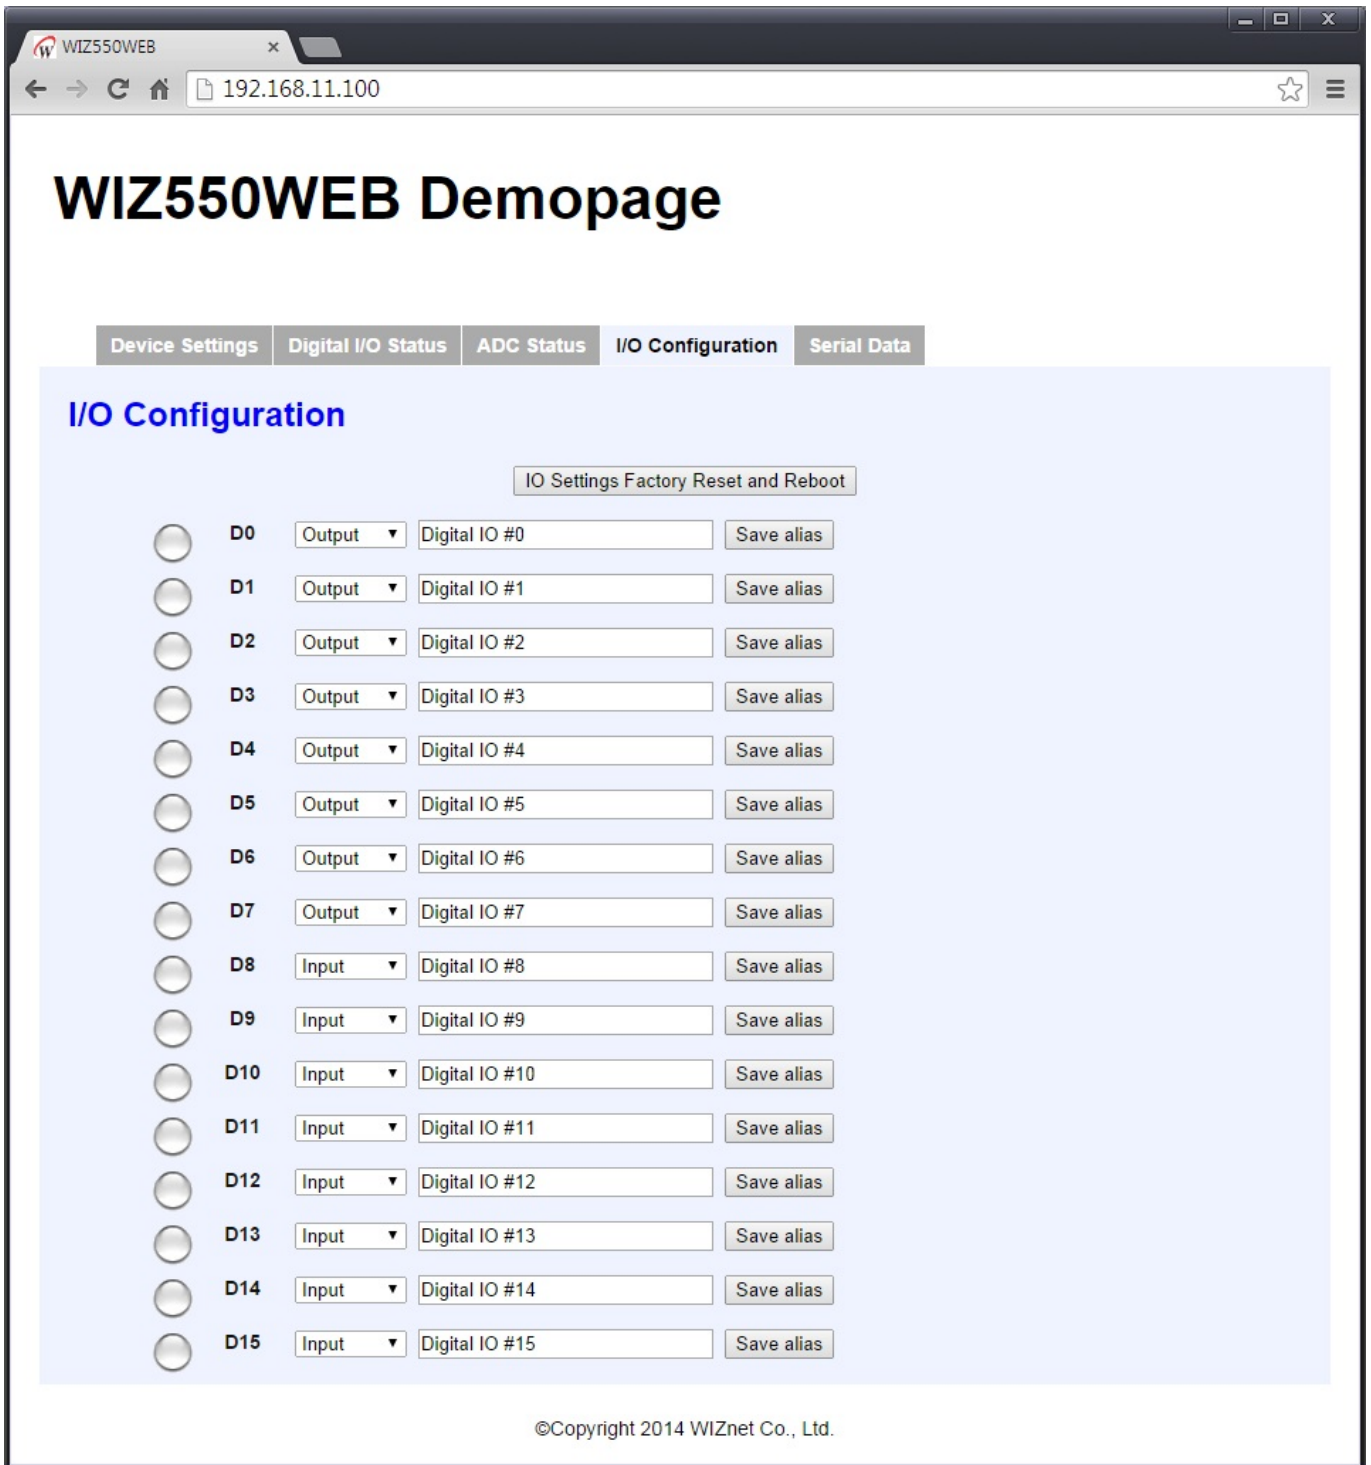 WIZ550WEB
192.168.11.100
WIZ550WEB Demopage
Device Settings Digital I/O Status ADC Status I/O Configuration Serial Data
I/O Configuration
IO Settings Factory Reset and Reboot
D0 Output Digital IO #0 Save alias
D1 Output Digital IO #1 Save alias
D2 Output Digital IO #2 Save alias
D3 Output Digital IO #3 Save alias
D4 Output Digital IO #4 Save alias
D5 Output Digital IO #5 Save alias
D6 Output Digital IO #6 Save alias
D7 Output Digital IO #7 Save alias
D8 Input Digital IO #8 Save alias
D9 Input Digital IO #9 Save alias
D10 Input Digital IO #10 Save alias
D11 Input Digital IO #11 Save alias
D12 Input Digital IO #12 Save alias
D13 Input Digital IO #13 Save alias
D14 Input Digital IO #14 Save alias
D15 Input Digital IO #15 Save alias
©Copyright 2014 WIZnet Co., Ltd.